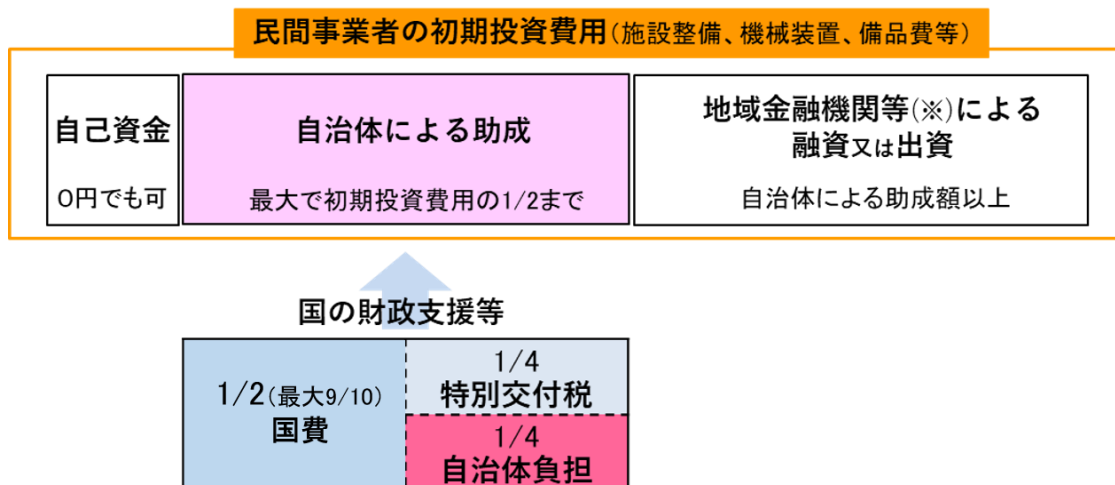 民間事業者の初期投資費用(施設整備、機械装置、備品費等)
自己資金
0円でも可
自治体による助成
最大で初期投資費用の1/2まで
地域金融機関等(※)による
融資又は出資
自治体による助成額以上
国の財政支援等
1/2(最大9/10)
国費
1/4
特別交付税
1/4
自治体負担